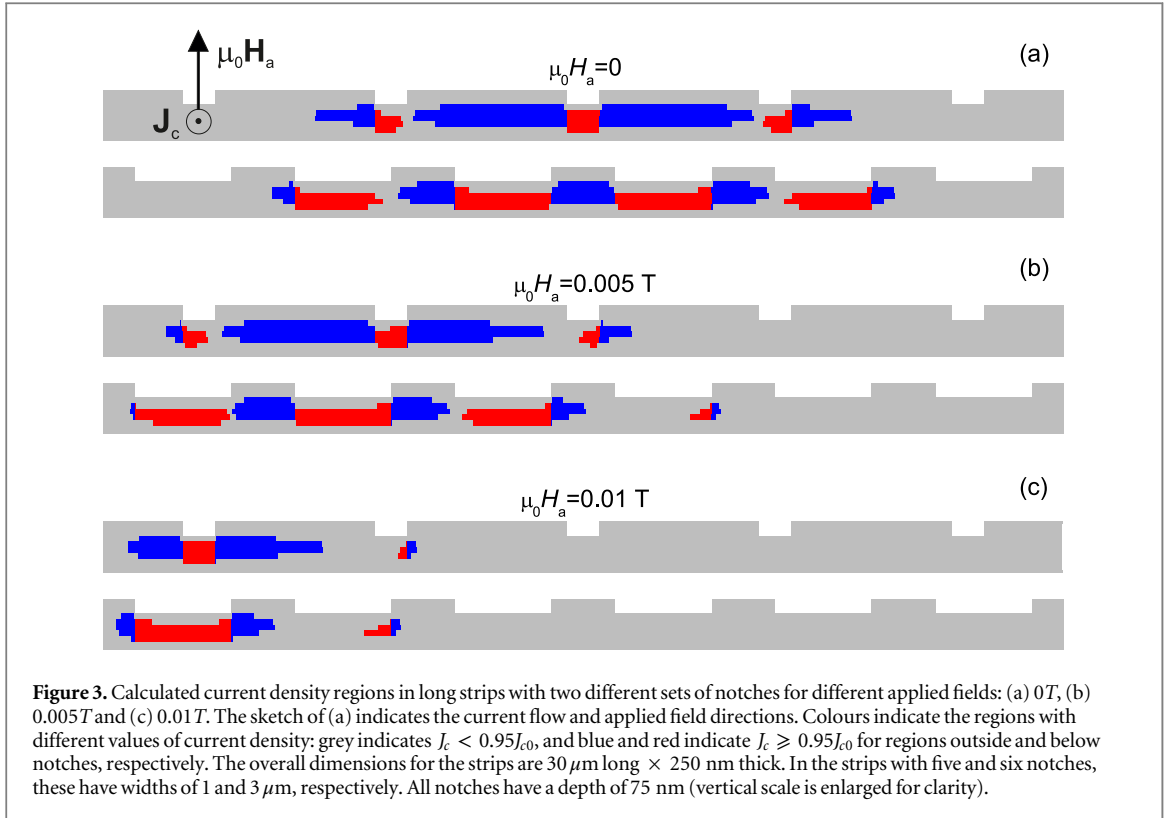 μ₀Hₐ
J꜀
(a)
μ₀Hₐ=0
(b)
μ₀Hₐ=0.005 T
(c)
μ₀Hₐ=0.01 T
Figure 3. Calculated current density regions in long strips with two different sets of notches for different applied fields: (a) 0T, (b)
0.005T and (c) 0.01T. The sketch of (a) indicates the current flow and applied field directions. Colours indicate the regions with
different values of current density: grey indicates J_c < 0.95J_c0, and blue and red indicate J_c ⩾ 0.95J_c0 for regions outside and below
notches, respectively. The overall dimensions for the strips are 30 μm long × 250 nm thick. In the strips with five and six notches,
these have widths of 1 and 3 μm, respectively. All notches have a depth of 75 nm (vertical scale is enlarged for clarity).